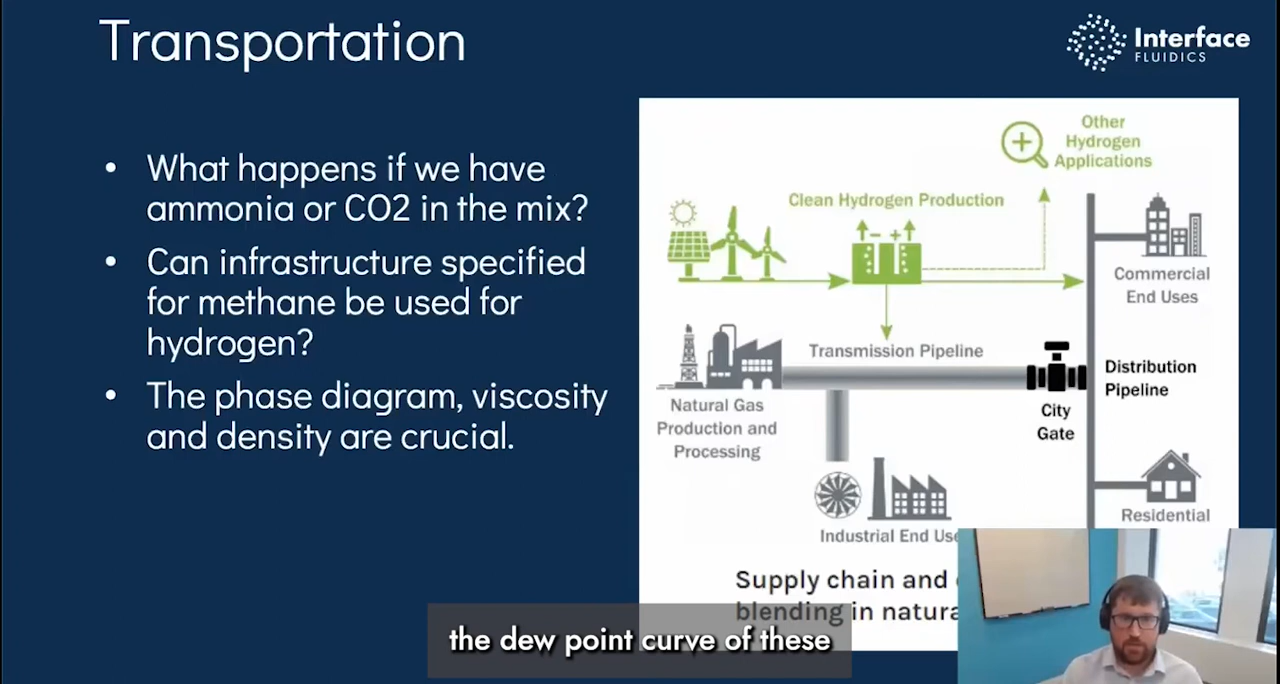 Transportation
Interface
FLUIDICS
• What happens if we have
ammonia or CO2 in the mix?
• Can infrastructure specified
for methane be used for
hydrogen?
• The phase diagram, viscosity
and density are crucial.
Other
Hydrogen
Applications
Clean Hydrogen Production
Commercial
End Uses
Transmission Pipeline
Distribution
Pipeline
City
Gate
Natural Gas
Production and
Processing
Residential
Industrial End
Supply chain and
blending in
the dew point curve of these